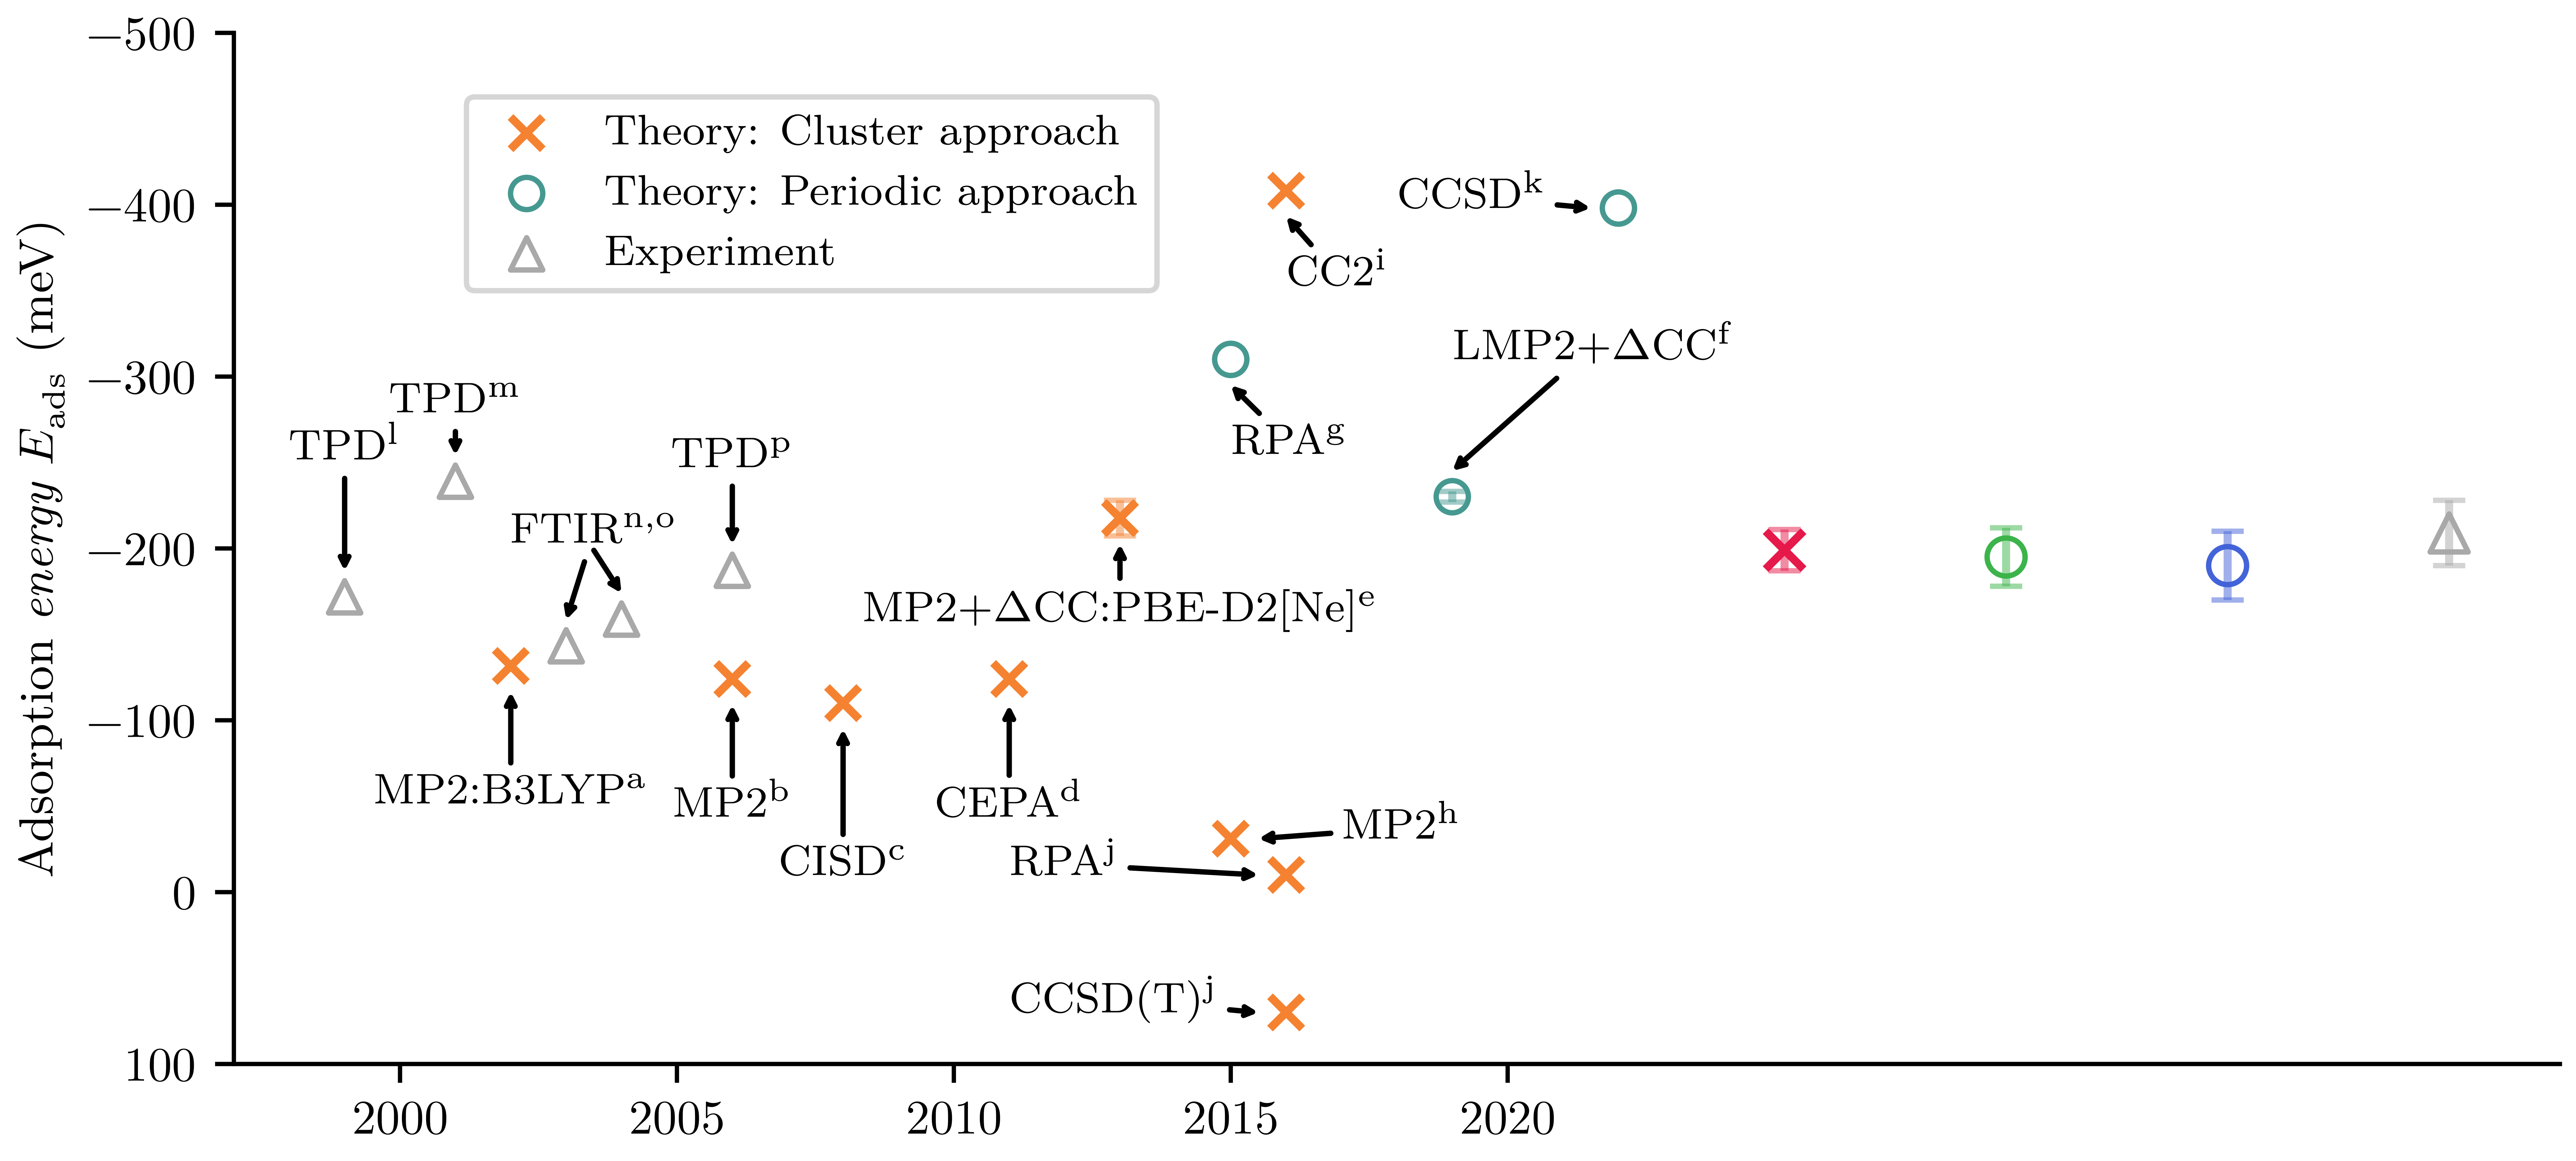 Adsorption energy E_ads (meV)
−500
−400
−300
−200
−100
0
100
Theory: Cluster approach
Theory: Periodic approach
Experiment
CCSD^k
CC2^i
LMP2+ΔCC^f
RPA^g
TPD^m
TPD^l
TPD^p
FTIR^n,o
MP2+ΔCC:PBE-D2[Ne]^e
MP2:B3LYP^a
MP2^b
CEPA^d
MP2^h
CISD^c
RPA^j
CCSD(T)^j
2000
2005
2010
2015
2020